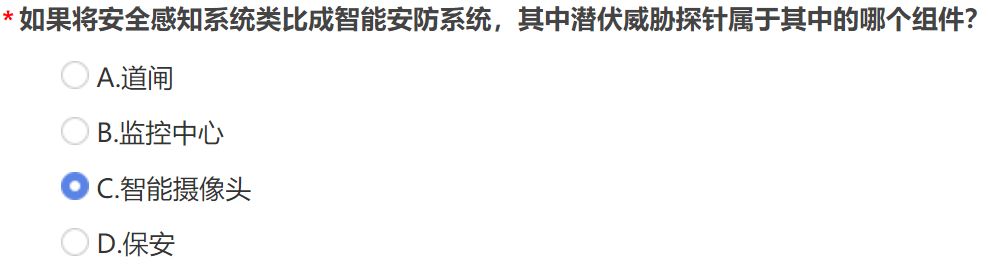 * 如果将安全感知系统类比成智能安防系统，其中潜伏威胁探针属于其中的哪个组件？
A.道闸
B.监控中心
C.智能摄像头
D.保安